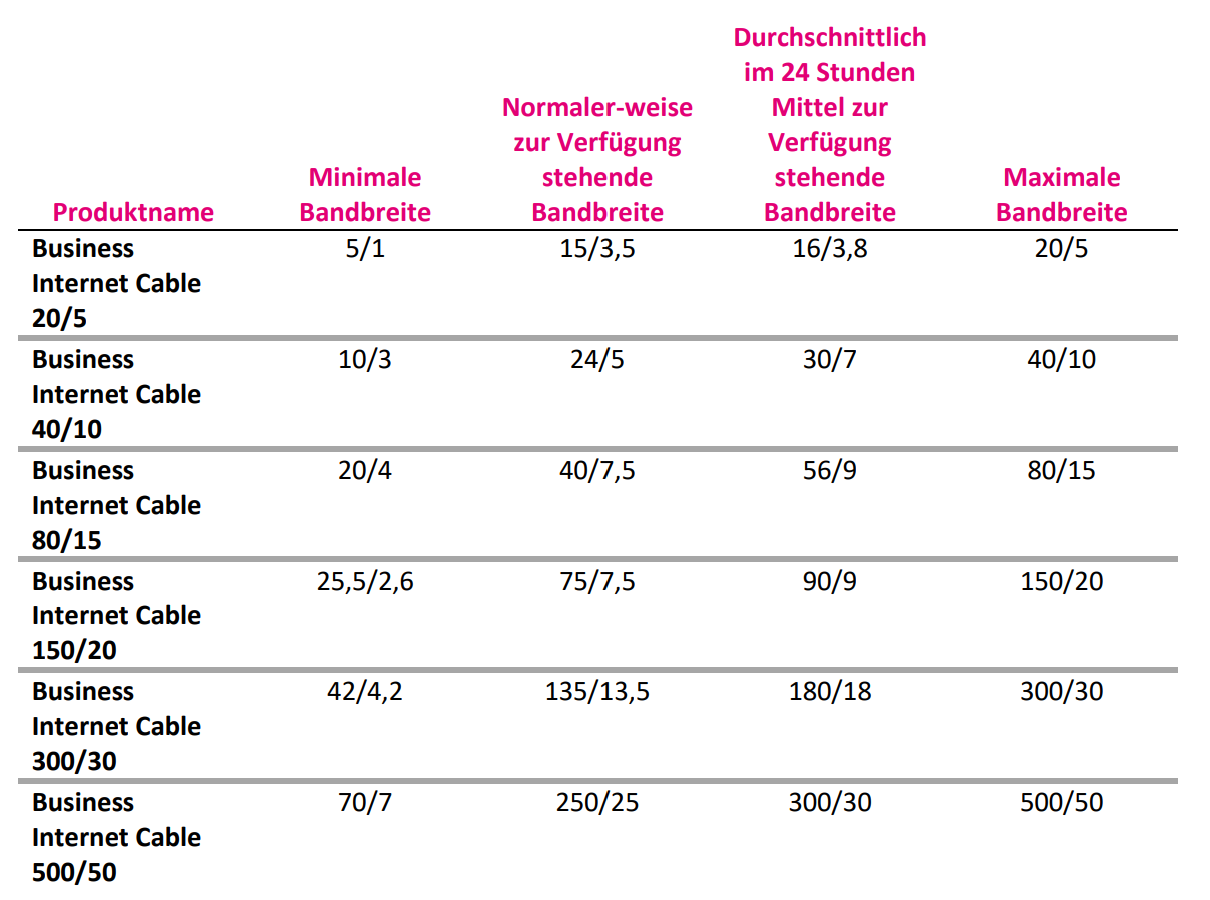 Produktname
Minimale
Bandbreite
Normaler-weise
zur Verfügung
stehende
Bandbreite
Durchschnittlich
im 24 Stunden
Mittel zur
Verfügung
stehende
Bandbreite
Maximale
Bandbreite
Business
Internet Cable
20/5
5/1
15/3,5
16/3,8
20/5
Business
Internet Cable
40/10
10/3
24/5
30/7
40/10
Business
Internet Cable
80/15
20/4
40/7,5
56/9
80/15
Business
Internet Cable
150/20
25,5/2,6
75/7,5
90/9
150/20
Business
Internet Cable
300/30
42/4,2
135/13,5
180/18
300/30
Business
Internet Cable
500/50
70/7
250/25
300/30
500/50